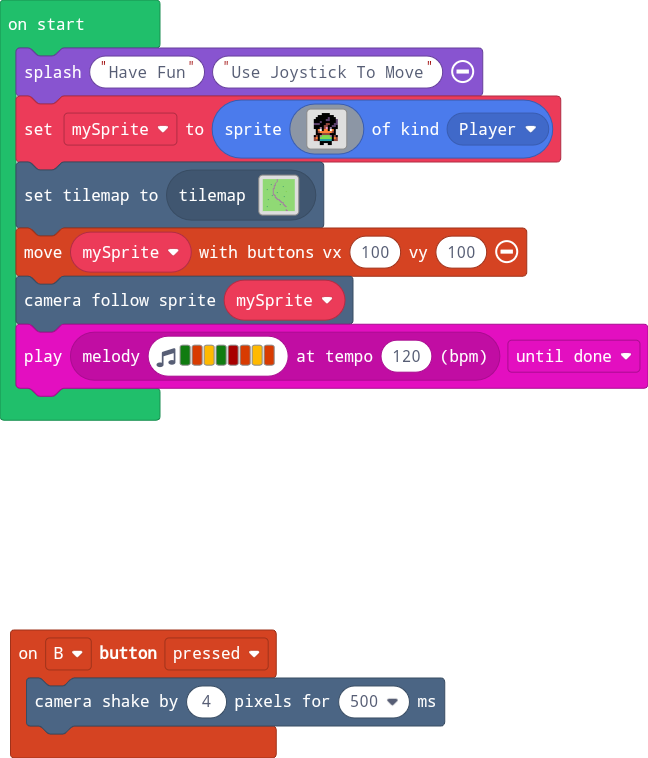 on start
splash "Have Fun" "Use Joystick To Move"
set mySprite to sprite of kind Player
set tilemap to tilemap
move mySprite with buttons vx 100 vy 100
camera follow sprite mySprite
play melody at tempo 120 (bpm) until done
on B button pressed
camera shake by 4 pixels for 500 ms